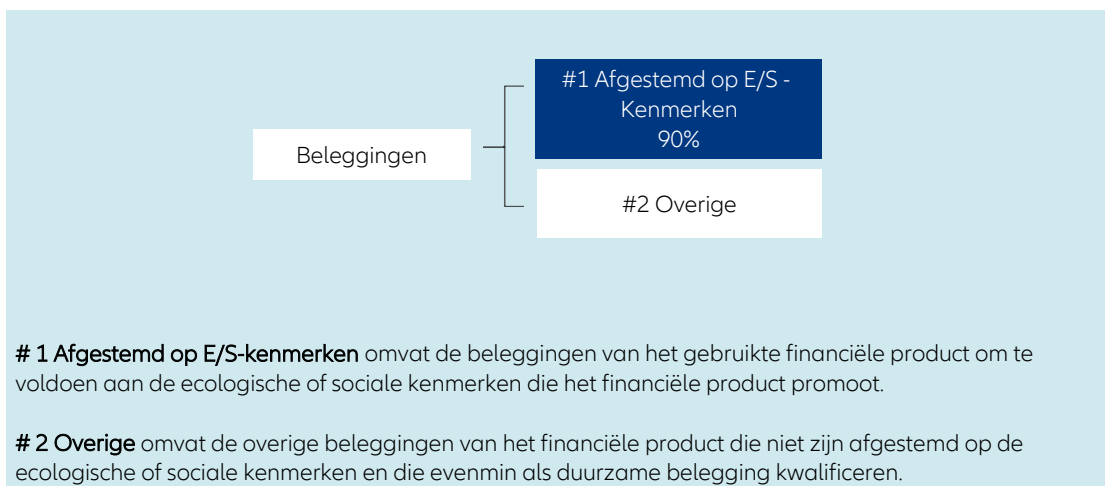 #1 Afgestemd op E/S -
Kenmerken
90%
Beleggingen
#2 Overige
# 1 Afgestemd op E/S-kenmerken omvat de beleggingen van het gebruikte financiële product om te
voldoen aan de ecologische of sociale kenmerken die het financiële product promoot.
# 2 Overige omvat de overige beleggingen van het financiële product die niet zijn afgestemd op de
ecologische of sociale kenmerken en die evenmin als duurzame belegging kwalificeren.